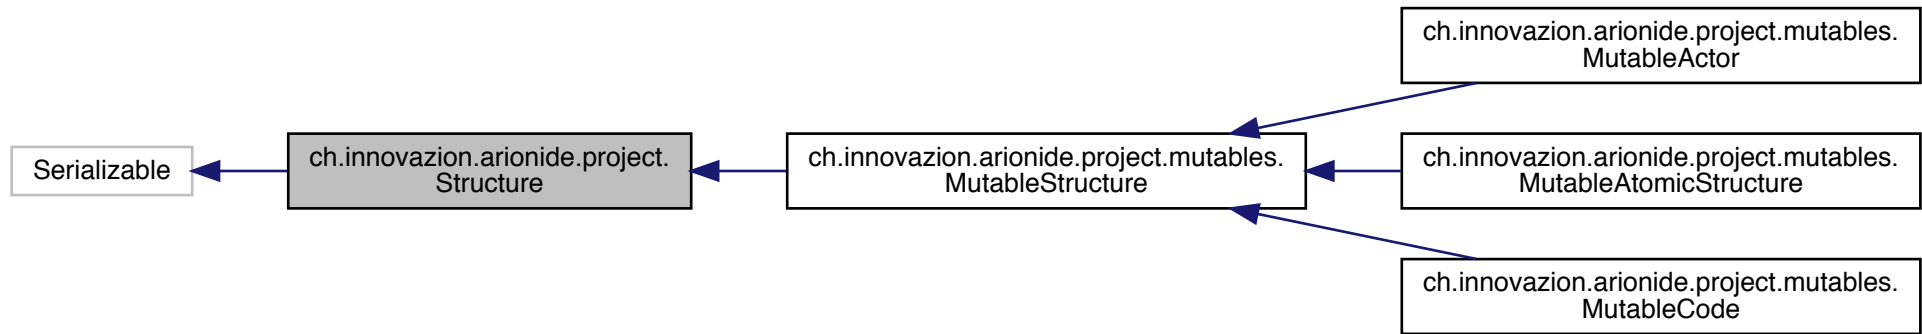 Serializable
ch.innovazion.arionide.project.
Structure
ch.innovazion.arionide.project.mutables.
MutableStructure
ch.innovazion.arionide.project.mutables.
MutableActor
ch.innovazion.arionide.project.mutables.
MutableAtomicStructure
ch.innovazion.arionide.project.mutables.
MutableCode